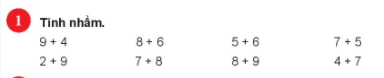 1 Tính nhẩm.
9 + 4 8 + 6 5 + 6 7 + 5
2 + 9 7 + 8 8 + 9 4 + 7